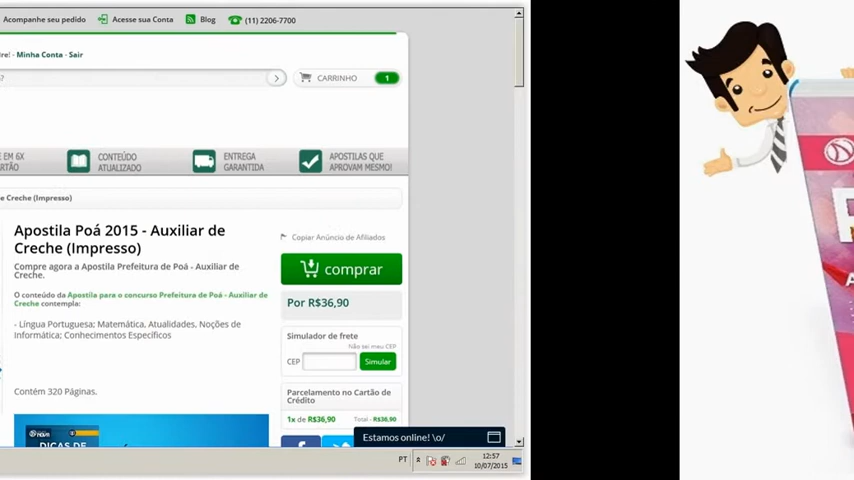 Acompanhe seu pedido Acesse sua Conta Blog (11) 2206-7700
Minha Conta - Sair
CARRINHO 1
EM 6X
CONTEÚDO
ATUALIZADO
ENTREGA
GARANTIDA
APOSTILAS QUE
APROVAM MESMO!
e Creche (Impresso)
Apostila Poá 2015 - Auxiliar de
Creche (Impresso)
Compre agora a Apostila Prefeitura de Poá - Auxiliar de
Creche.
O conteúdo da Apostila para o concurso Prefeitura de Poá - Auxiliar de
Creche contempla:
- Língua Portuguesa; Matemática, Atualidades, Noções de
Informática; Conhecimentos Específicos
Contém 320 Páginas.
DICAS DE
Copiar Anúncio de Afiliados
comprar
Por R$36,90
Simulador de frete
Não sei meu CEP
CEP Simular
Parcelamento no Cartão de
Crédito
1x de R$36,90 Total - R$36,90
Estamos online! \o/
PT 12:57
10/07/2015